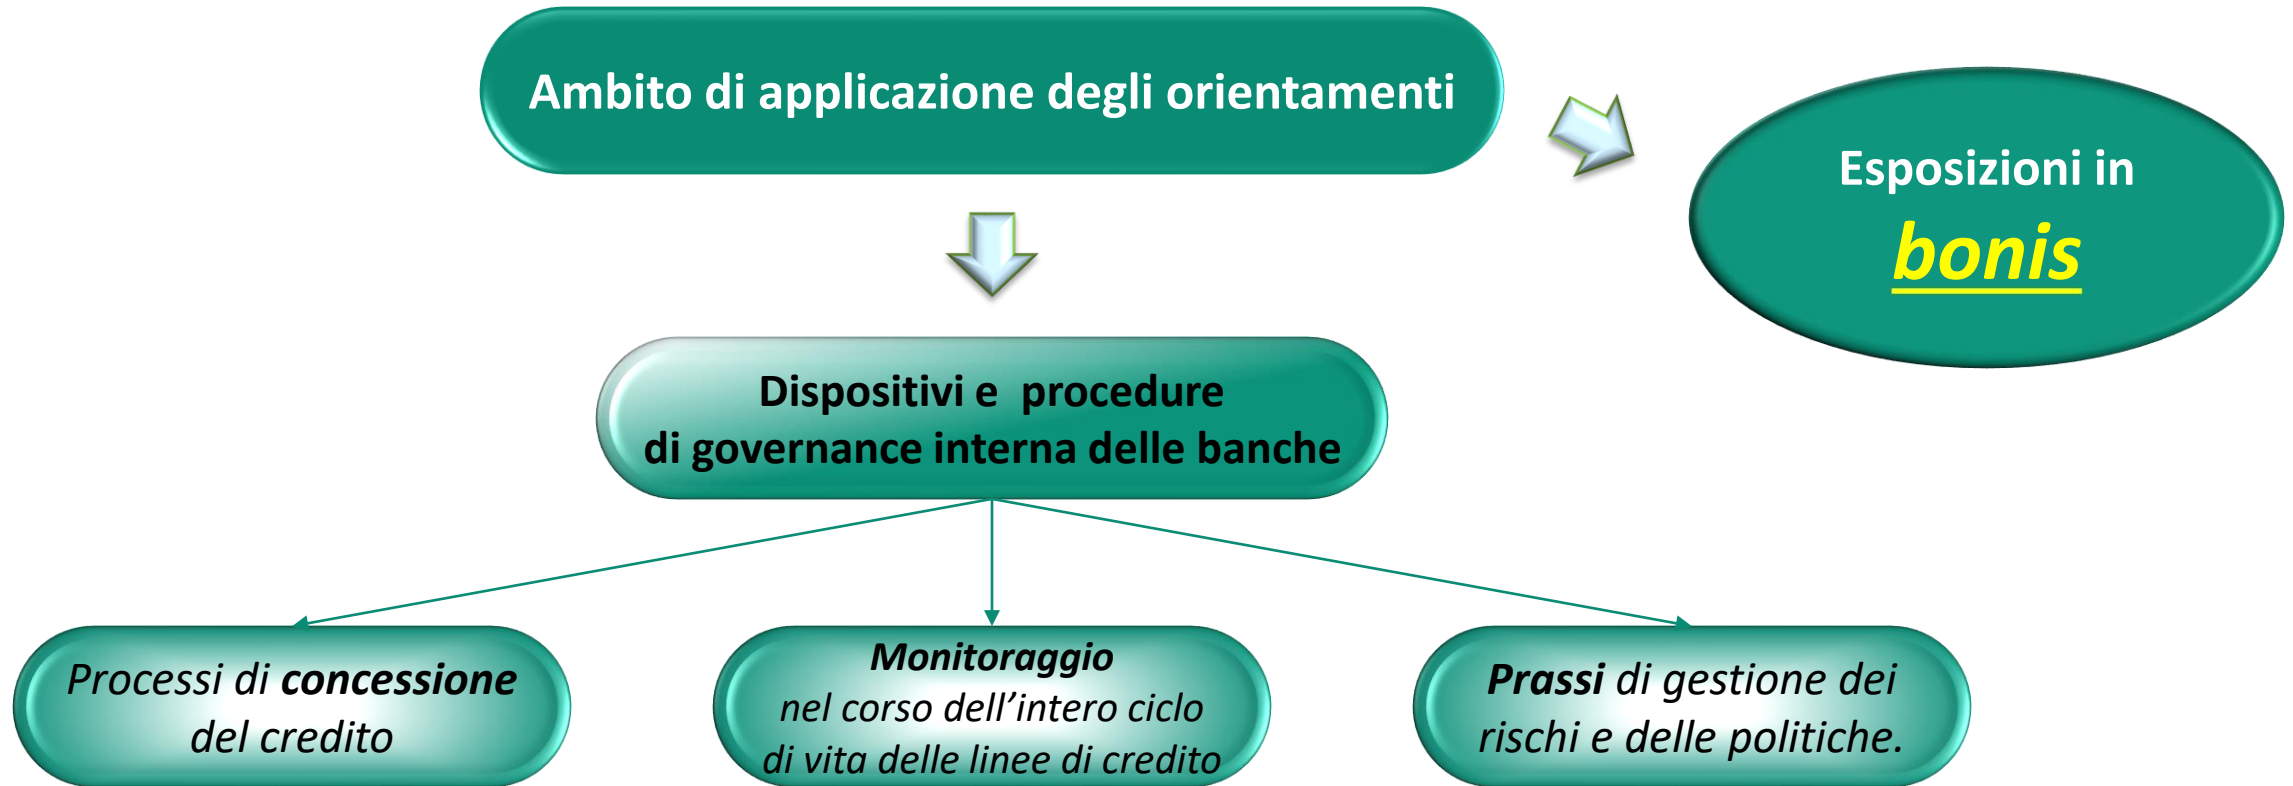 Ambito di applicazione degli orientamenti
Esposizioni in
bonis
Dispositivi e procedure
di governance interna delle banche
Processi di concessione
del credito
Monitoraggio
nel corso dell’intero ciclo
di vita delle linee di credito
Prassi di gestione dei
rischi e delle politiche.